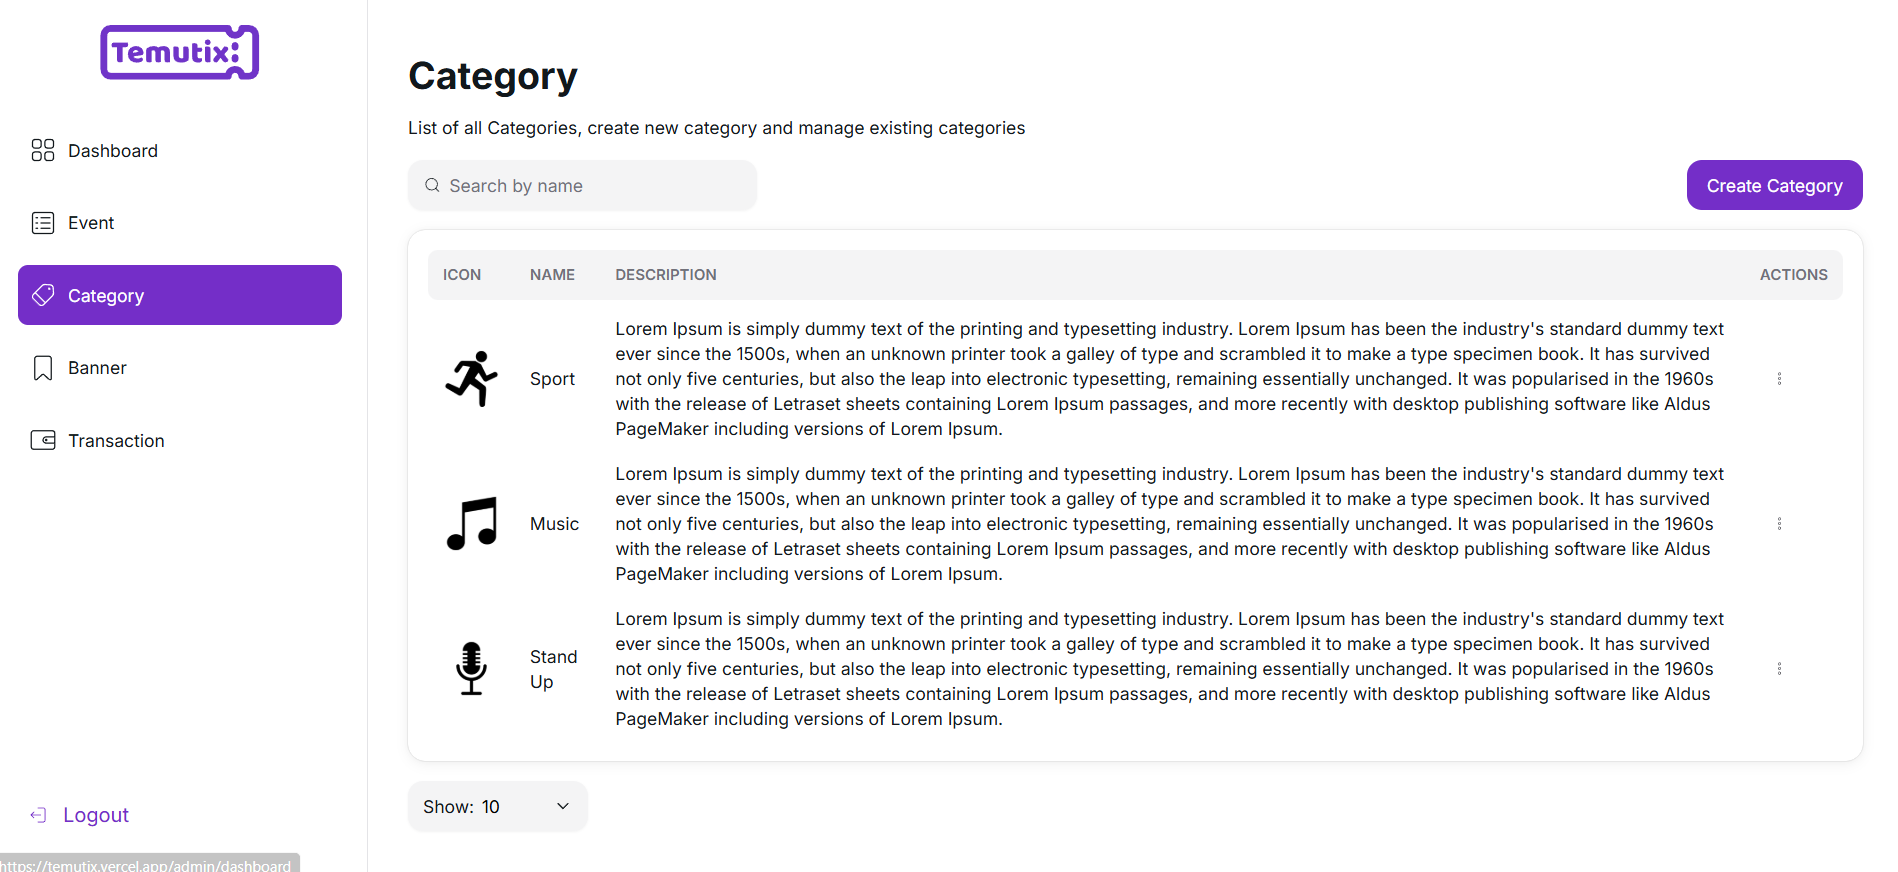 Temutix
Dashboard
Event
Category
Banner
Transaction
Logout
https://temutix.vercel.app/admin/dashboard
Category
List of all Categories, create new category and manage existing categories
Search by name
Create Category
ICON NAME DESCRIPTION ACTIONS
Sport
Lorem Ipsum is simply dummy text of the printing and typesetting industry. Lorem Ipsum has been the industry's standard dummy text
ever since the 1500s, when an unknown printer took a galley of type and scrambled it to make a type specimen book. It has survived
not only five centuries, but also the leap into electronic typesetting, remaining essentially unchanged. It was popularised in the 1960s
with the release of Letraset sheets containing Lorem Ipsum passages, and more recently with desktop publishing software like Aldus
PageMaker including versions of Lorem Ipsum.
Music
Lorem Ipsum is simply dummy text of the printing and typesetting industry. Lorem Ipsum has been the industry's standard dummy text
ever since the 1500s, when an unknown printer took a galley of type and scrambled it to make a type specimen book. It has survived
not only five centuries, but also the leap into electronic typesetting, remaining essentially unchanged. It was popularised in the 1960s
with the release of Letraset sheets containing Lorem Ipsum passages, and more recently with desktop publishing software like Aldus
PageMaker including versions of Lorem Ipsum.
Stand
Up
Lorem Ipsum is simply dummy text of the printing and typesetting industry. Lorem Ipsum has been the industry's standard dummy text
ever since the 1500s, when an unknown printer took a galley of type and scrambled it to make a type specimen book. It has survived
not only five centuries, but also the leap into electronic typesetting, remaining essentially unchanged. It was popularised in the 1960s
with the release of Letraset sheets containing Lorem Ipsum passages, and more recently with desktop publishing software like Aldus
PageMaker including versions of Lorem Ipsum.
Show: 10